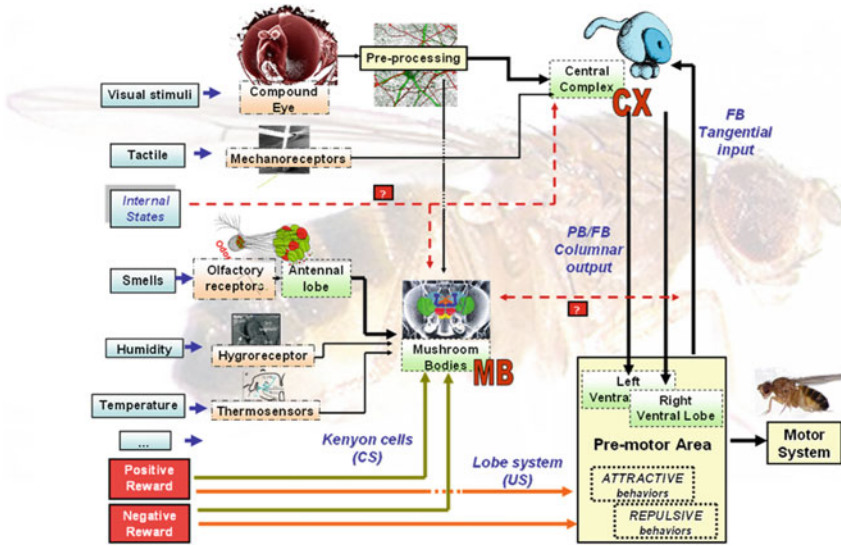 Visual stimuli
Compound
Eye
Pre-processing
Central
Complex
CX
FB
Tangential
input
Tactile
Mechanoreceptors
?
Internal
States
PB/FB
Columnar
output
Odor
Smells
Olfactory
receptors
Antennal
lobe
?
Humidity
Hygroreceptor
Mushroom
Bodies
MB
Temperature
Thermosensors
...
Kenyon cells
(CS)
Lobe system
(US)
Left
Ventra
Right
Ventral Lobe
Pre-motor Area
Motor
System
Positive
Reward
Negative
Reward
ATTRACTIVE
behaviors
REPULSIVE
behaviors